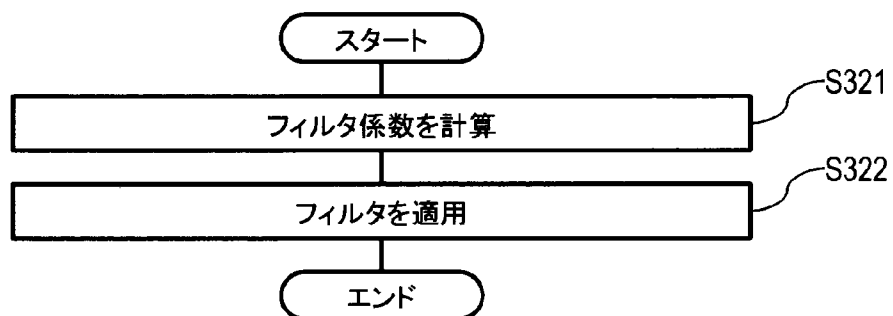 スタート
S321
フィルタ係数を計算
S322
フィルタを適用
エンド